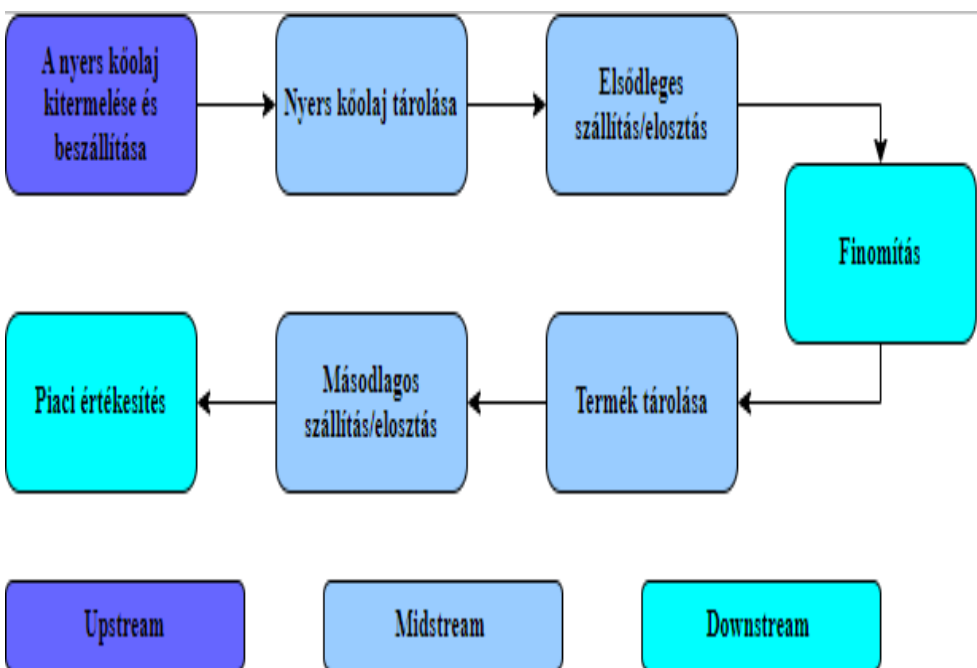 A nyers kőolaj
kitermelése és
beszállítása
Nyers kőolaj tárolása
Elsődleges
szállítás/elosztás
Finomítás
Termék tárolása
Másodlagos
szállítás/elosztás
Piaci értékesítés
Upstream
Midstream
Downstream